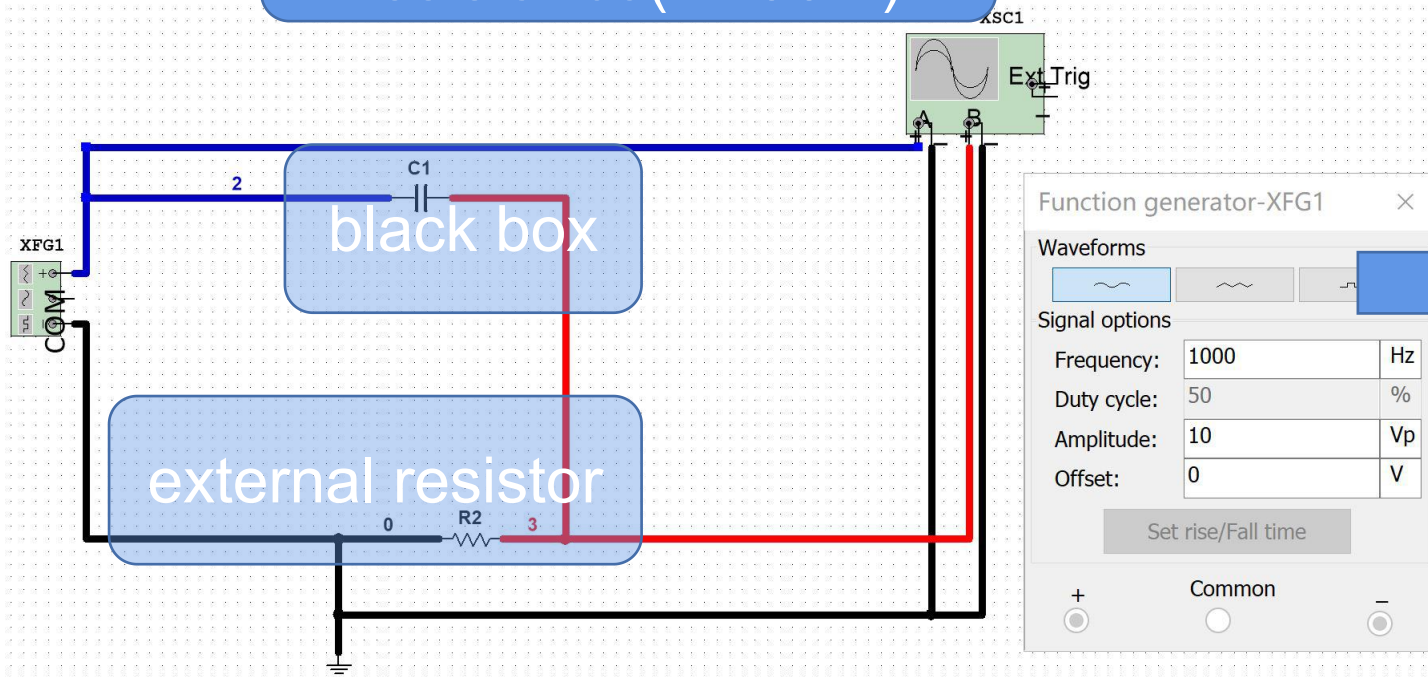 XSC1
Ext Trig
+
−
A
B
+
−
+
−
C1
2
black box
XFG1
+
COM
external resistor
0
R2
3
Function generator-XFG1
×
Waveforms
Signal options
Frequency: 1000 Hz
Duty cycle: 50 %
Amplitude: 10 Vp
Offset: 0 V
Set rise/Fall time
+
Common
−